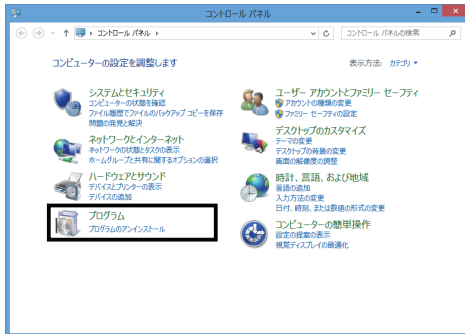 コントロール パネル
コントロール パネル
コントロール パネルの検索
コンピューターの設定を調整します
表示方法: カテゴリ
システムとセキュリティ
コンピューターの状態を確認
ファイル履歴でファイルのバックアップ コピーを保存
問題の発見と解決
ネットワークとインターネット
ネットワークの状態とタスクの表示
ホームグループと共有に関するオプションの選択
ハードウェアとサウンド
デバイスとプリンターの表示
デバイスの追加
プログラム
プログラムのアンインストール
ユーザー アカウントとファミリー セーフティ
アカウントの種類の変更
ファミリー セーフティの設定
デスクトップのカスタマイズ
テーマの変更
デスクトップの背景の変更
画面の解像度の調整
時計、言語、および地域
言語の追加
入力方法の変更
日付、時刻、または数値の形式の変更
コンピューターの簡単操作
設定の提案の表示
視覚ディスプレイの最適化